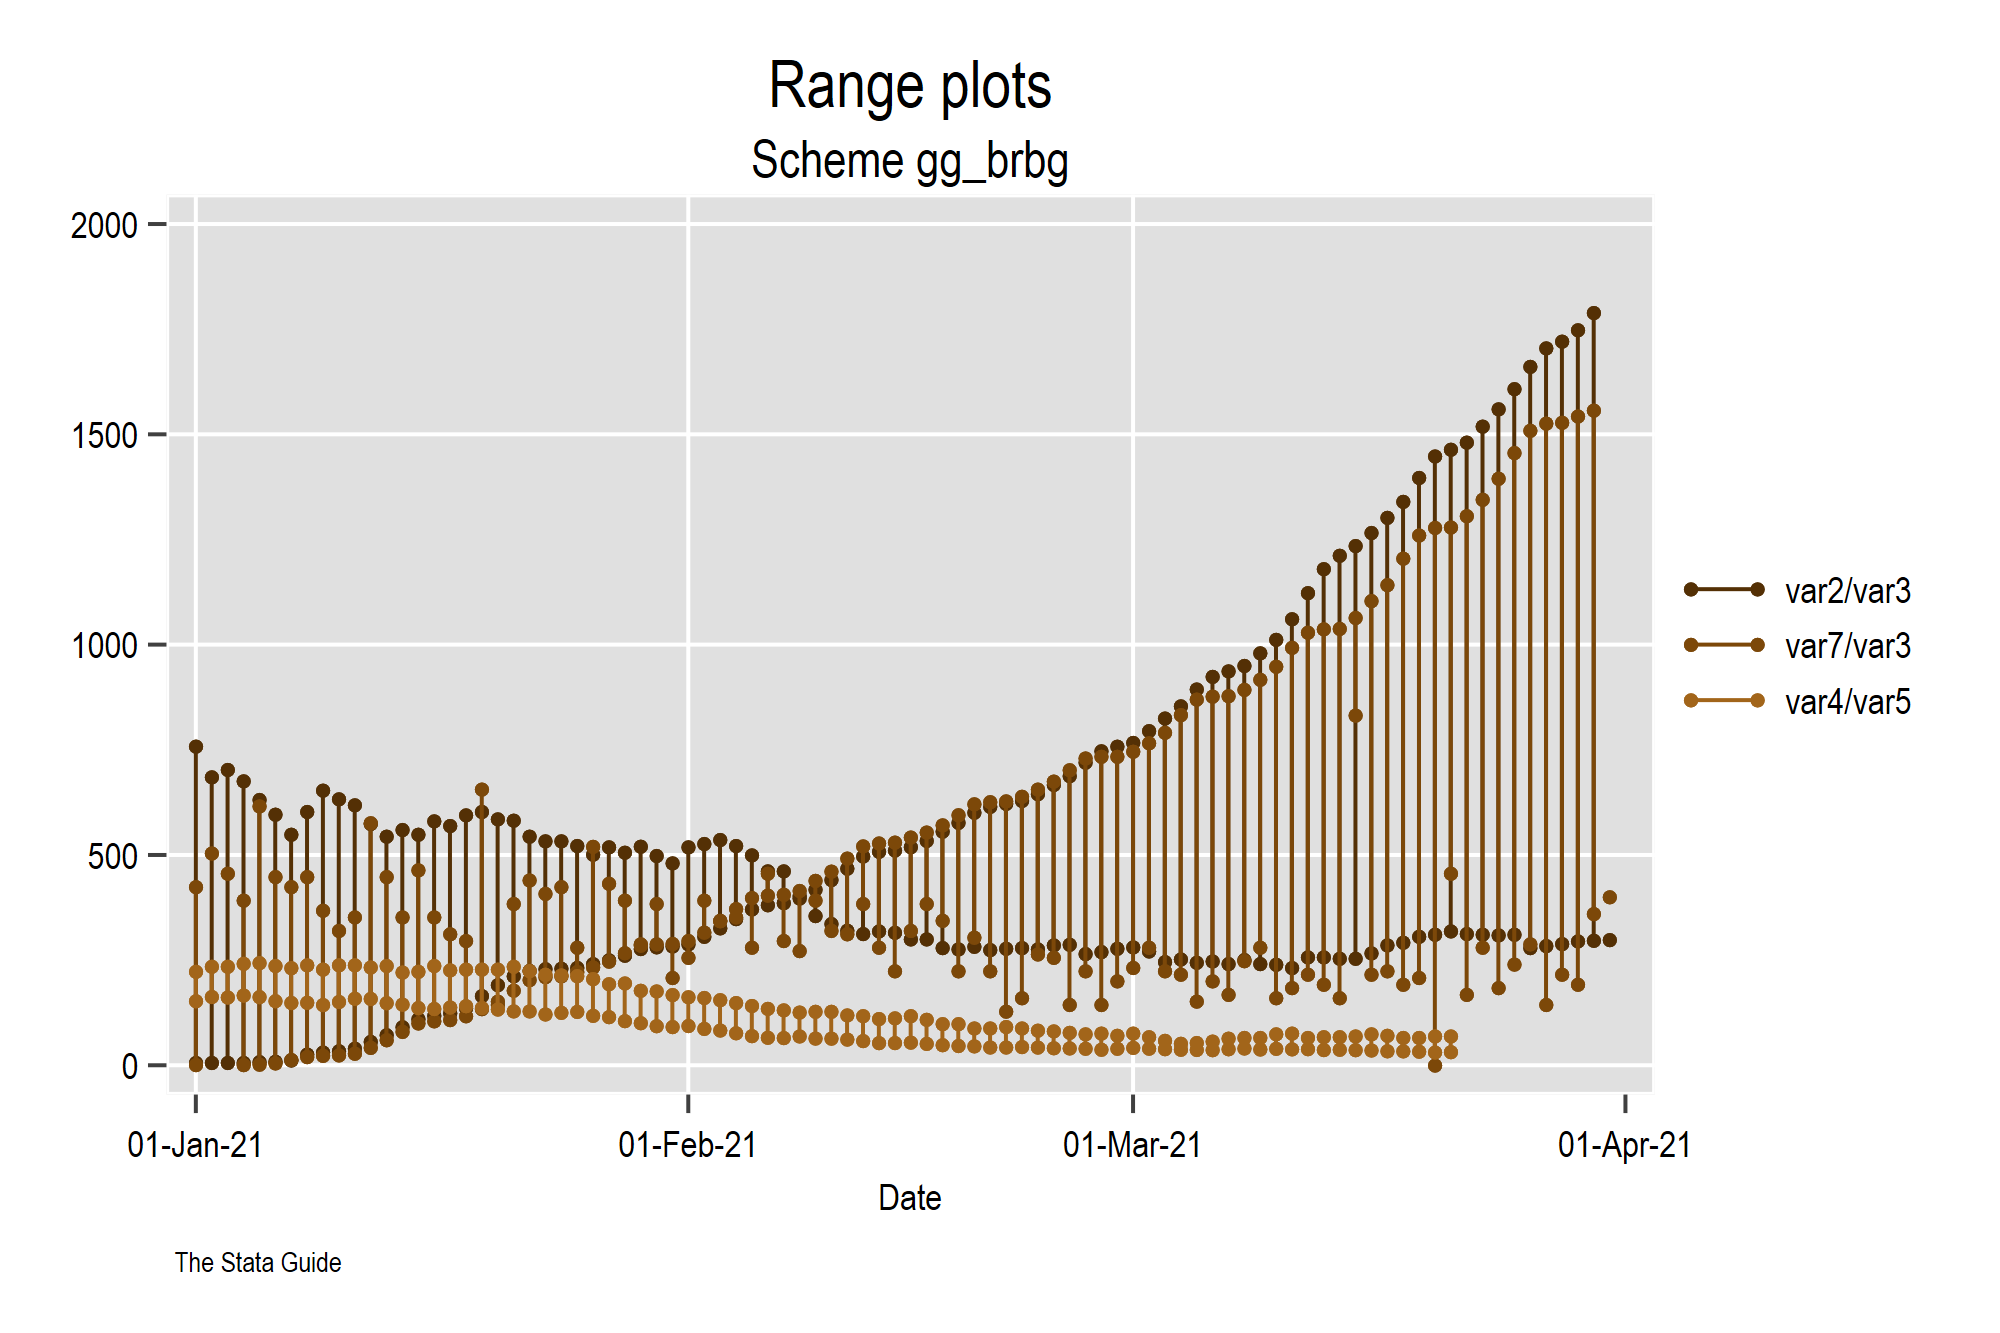 Range plots
Scheme gg_brbg
2000
1500
1000
500
0
01-Jan-21
01-Feb-21
01-Mar-21
01-Apr-21
Date
var2/var3
var7/var3
var4/var5
The Stata Guide